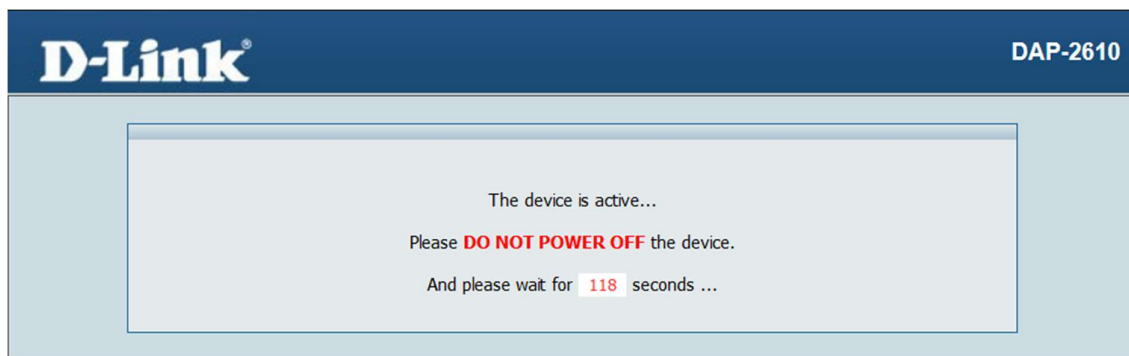 D-Link®
DAP-2610
The device is active...
Please DO NOT POWER OFF the device.
And please wait for 118 seconds ...